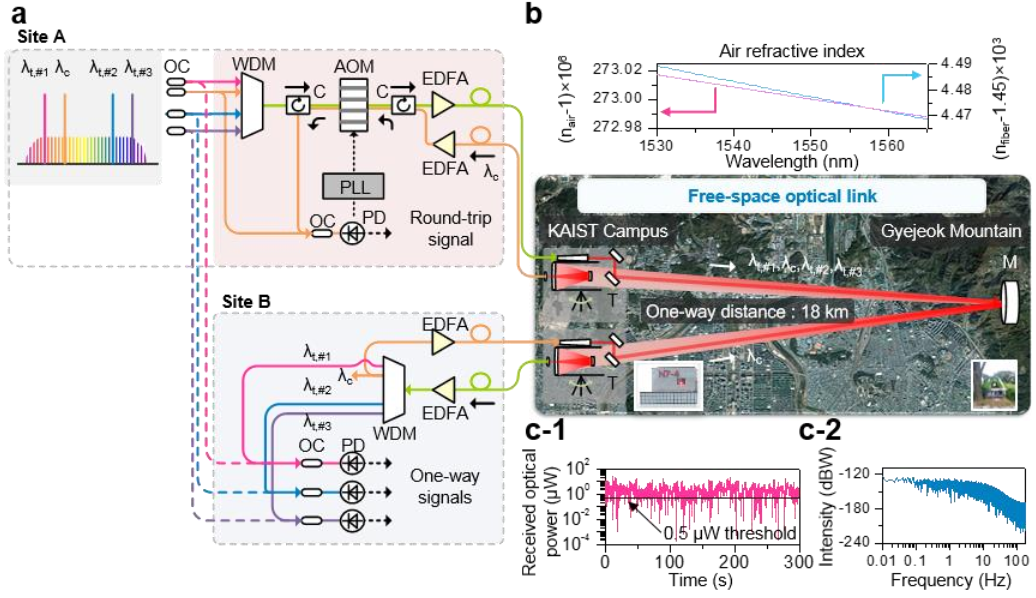 a
Site A
λt,#1 λc λt,#2 λt,#3
OC
WDM
C
AOM
C
EDFA
EDFA
λc
PLL
OC
PD
Round-trip
signal
Site B
EDFA
λt,#1
λc
λt,#2
λt,#3
WDM
EDFA
OC
PD
One-way
signals
b
Air refractive index
(nair-1)×10⁶
273.02
273.00
272.98
1530 1540 1550 1560
Wavelength (nm)
4.49
4.48
4.47
(nfiber-1.45)×10³
Free-space optical link
KAIST Campus
Gyejeok Mountain
λt,#1,λc,λt,#2,λt,#3
M
T
One-way distance : 18 km
λc
T
c-1
Received optical
power (µW)
10²
10⁰
10⁻²
10⁻⁴
0.5 µW threshold
0 100 200 300
Time (s)
c-2
Intensity (dBW)
-120
-180
-240
0.01 0.1 1 10 100
Frequency (Hz)